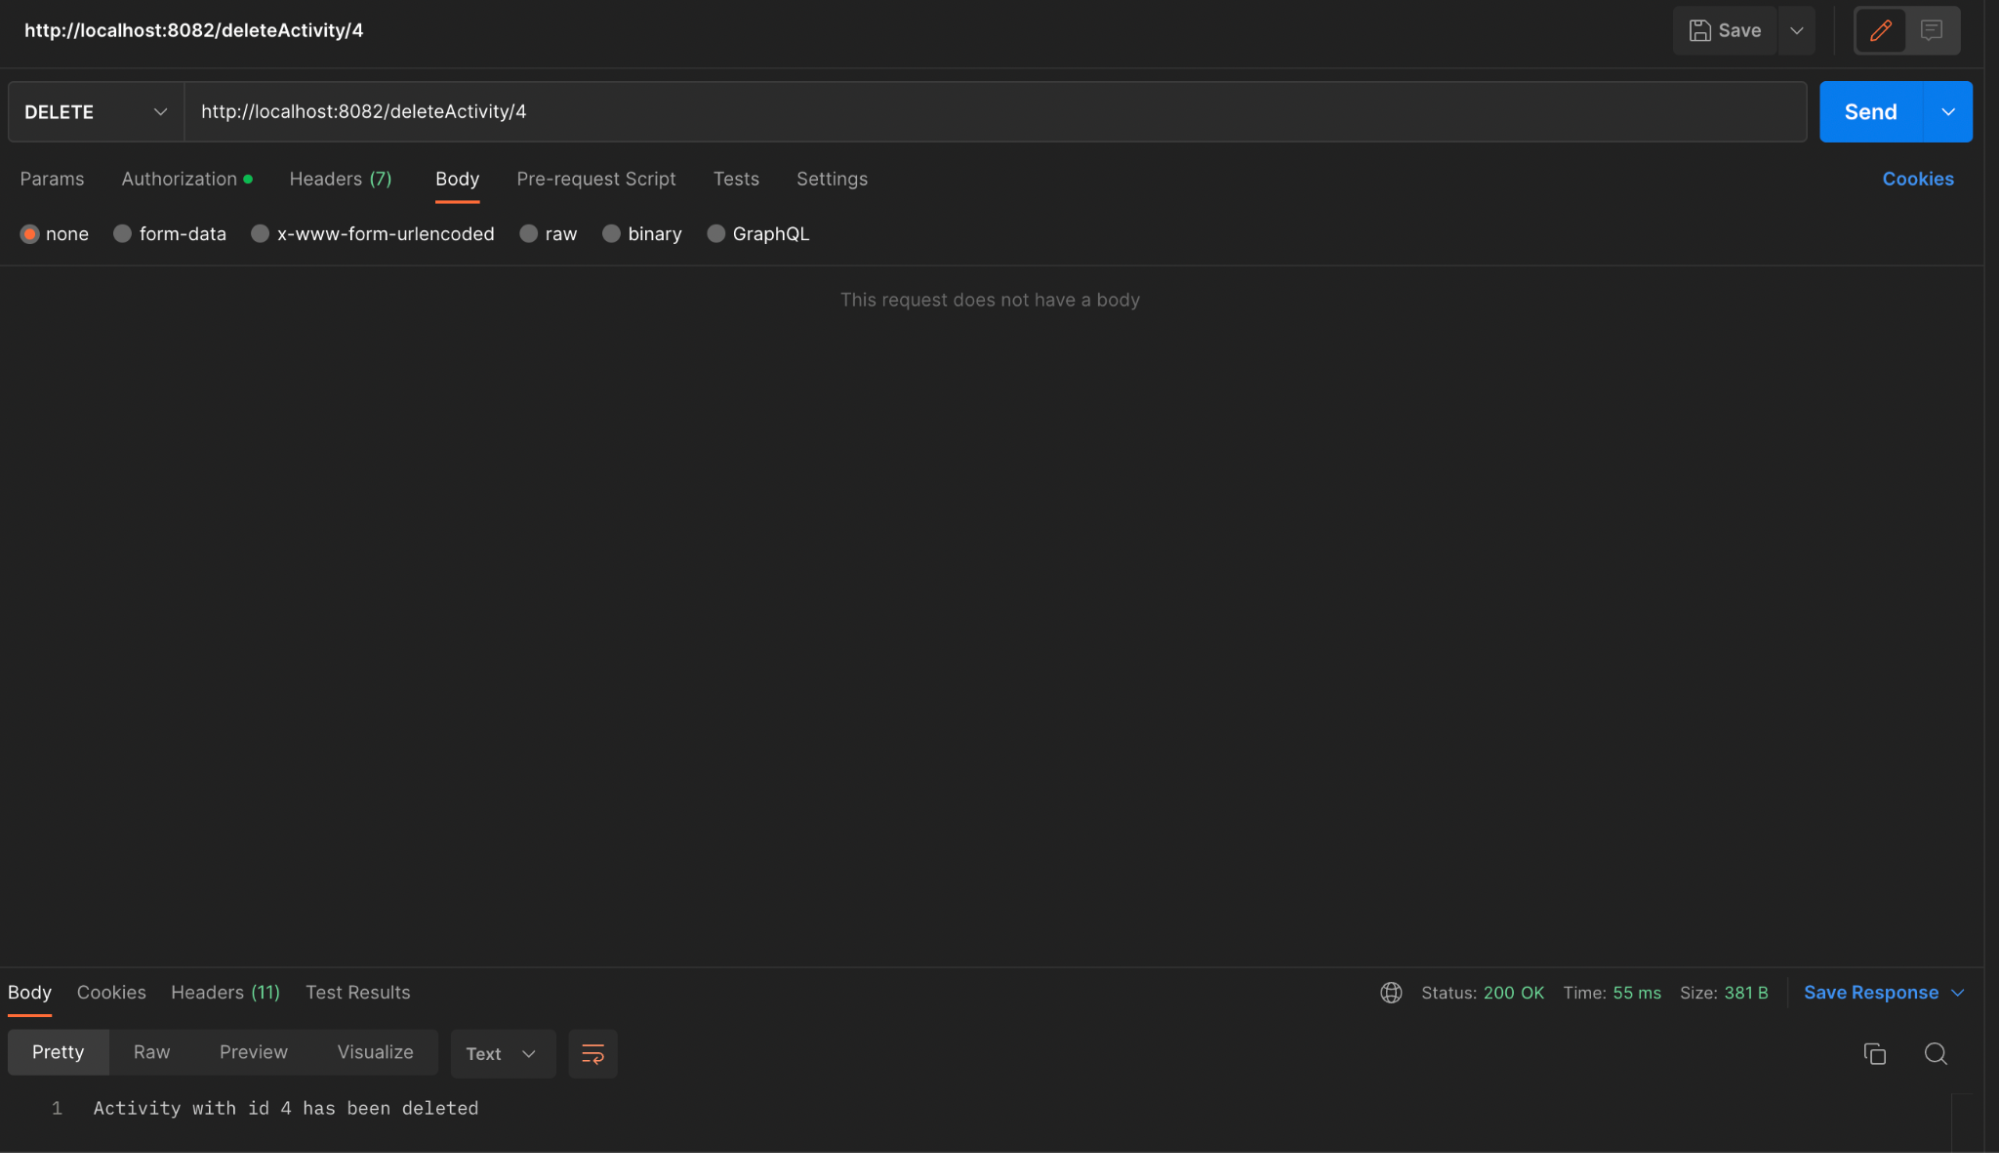 http://localhost:8082/deleteActivity/4
Save
DELETE http://localhost:8082/deleteActivity/4 Send
Params Authorization Headers (7) Body Pre-request Script Tests Settings Cookies
none form-data x-www-form-urlencoded raw binary GraphQL
This request does not have a body
Body Cookies Headers (11) Test Results Status: 200 OK Time: 55 ms Size: 381 B Save Response
Pretty Raw Preview Visualize Text
1 Activity with id 4 has been deleted